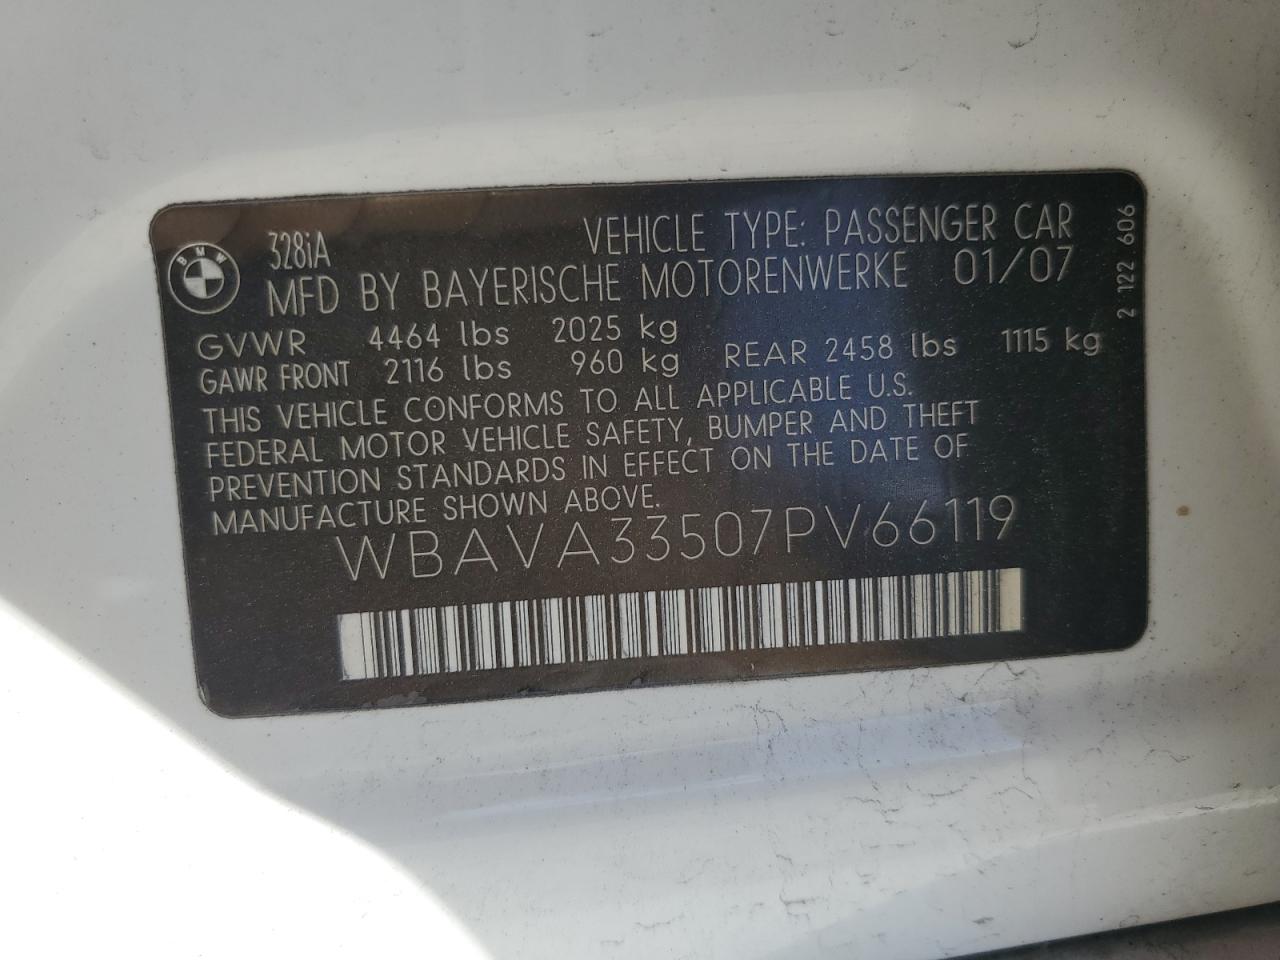 BMW
328iA VEHICLE TYPE: PASSENGER CAR
MFD BY BAYERISCHE MOTORENWERKE 01/07
GVWR 4464 lbs 2025 kg
GAWR FRONT 2116 lbs 960 kg REAR 2458 lbs 1115 kg
THIS VEHICLE CONFORMS TO ALL APPLICABLE U.S.
FEDERAL MOTOR VEHICLE SAFETY, BUMPER AND THEFT
PREVENTION STANDARDS IN EFFECT ON THE DATE OF
MANUFACTURE SHOWN ABOVE.
WBAVA33507PV66119
2 122 606